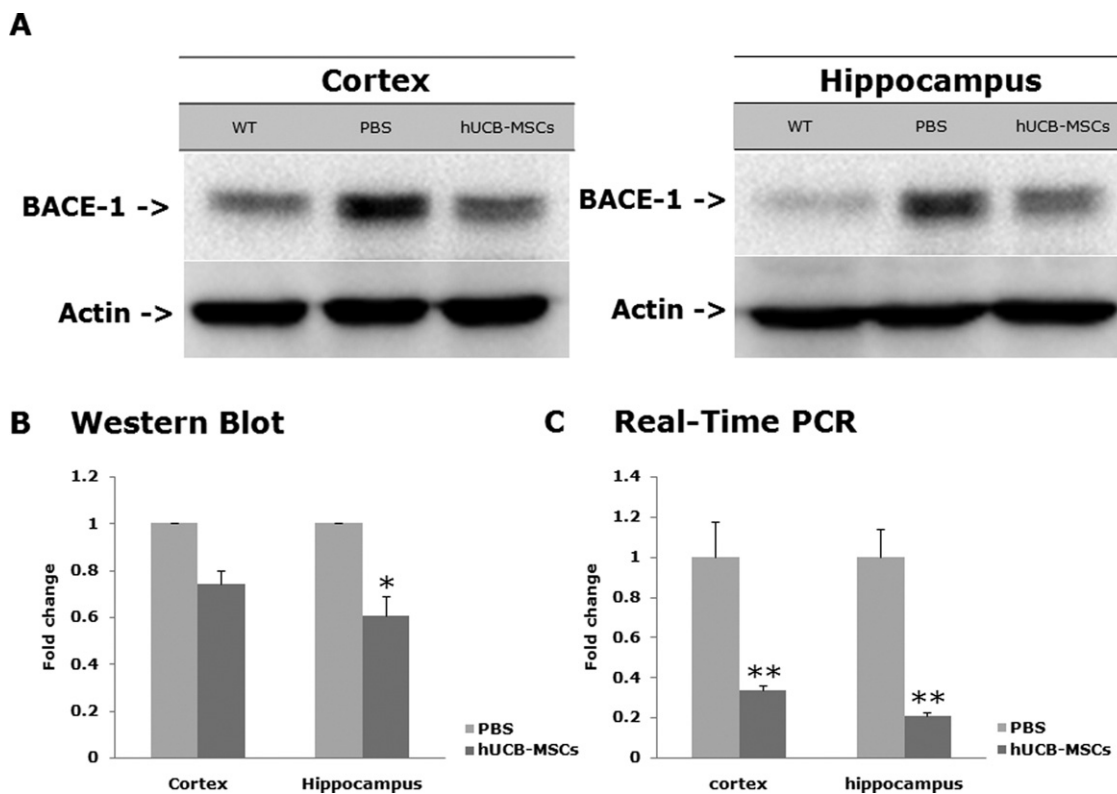 A
Cortex
WT PBS hUCB-MSCs
BACE-1 ->
Actin ->
Hippocampus
WT PBS hUCB-MSCs
BACE-1 ->
Actin ->
B Western Blot
1.2
1
0.8
0.6
0.4
0.2
0
Fold change
*
Cortex Hippocampus
PBS
hUCB-MSCs
C Real-Time PCR
1.4
1.2
1
0.8
0.6
0.4
0.2
0
Fold change
**
**
cortex hippocampus
PBS
hUCB-MSCs